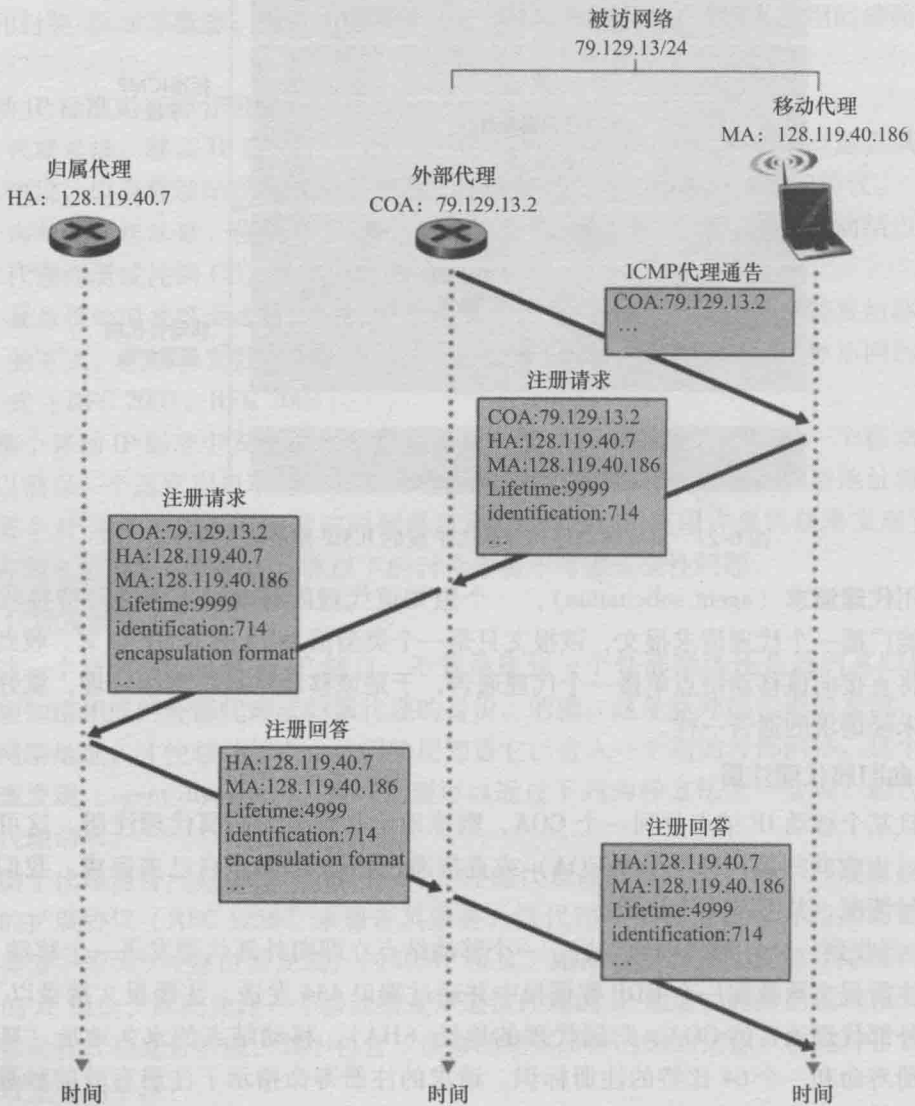 被访网络
79.129.13/24
移动代理
MA：128.119.40.186
归属代理
HA：128.119.40.7
外部代理
COA：79.129.13.2
ICMP代理通告
COA:79.129.13.2
…
注册请求
COA:79.129.13.2
HA:128.119.40.7
MA:128.119.40.186
Lifetime:9999
identification:714
…
注册请求
COA:79.129.13.2
HA:128.119.40.7
MA:128.119.40.186
Lifetime:9999
identification:714
encapsulation format
…
注册回答
HA:128.119.40.7
MA:128.119.40.186
Lifetime:4999
identification:714
encapsulation format
…
注册回答
HA:128.119.40.7
MA:128.119.40.186
Lifetime:4999
identification:714
…
时间
时间
时间